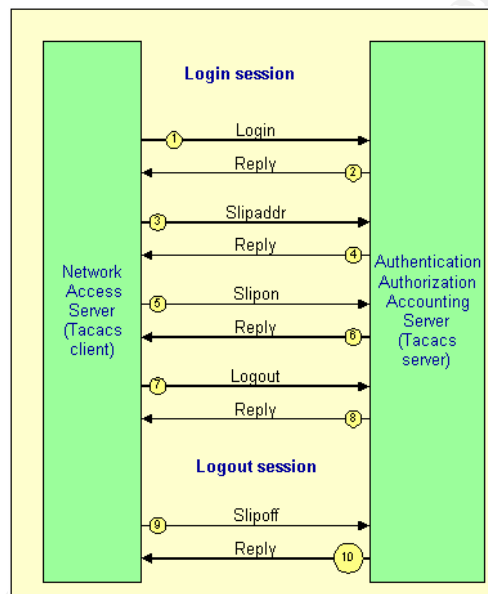 Login session
1 Login
Reply 2
3 Slipaddr
Reply 4
Network
Access
Server
(Tacacs
client)
Authentication
Authorization
Accounting
Server
(Tacacs
server)
5 Slipon
Reply 6
7 Logout
Reply 8
Logout session
9 Slipoff
Reply 10